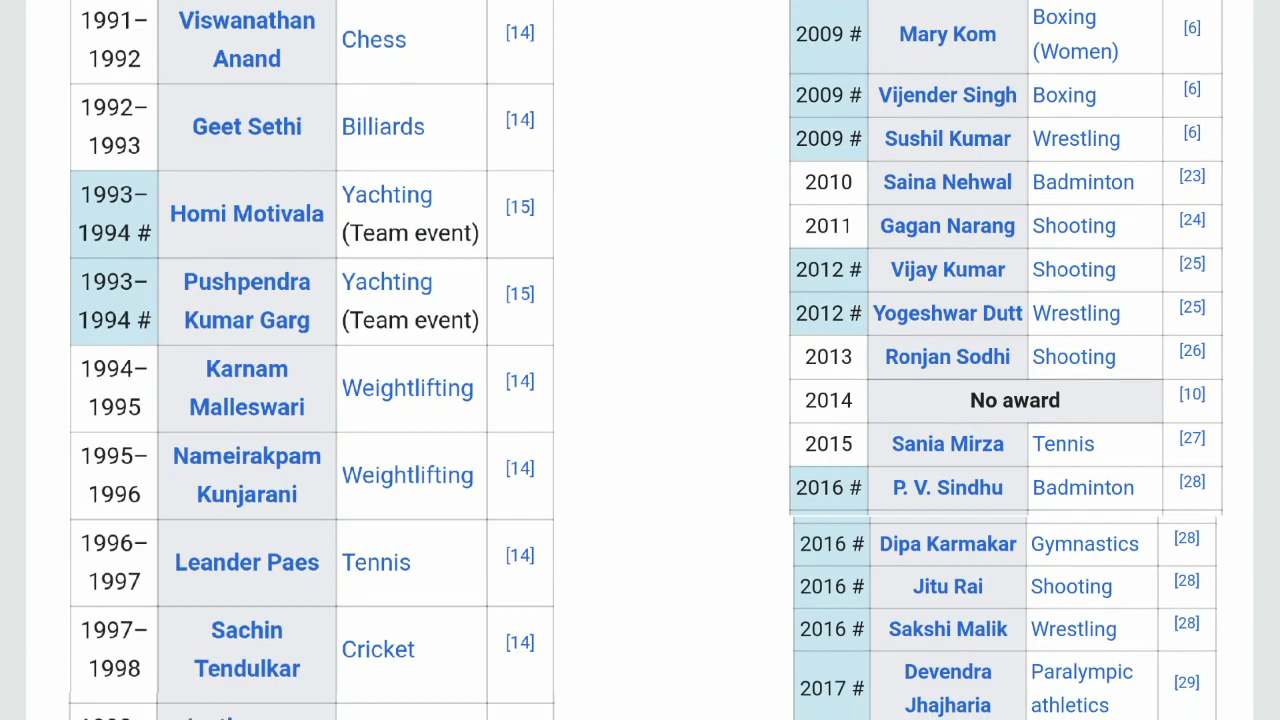 1991–
1992
Viswanathan
Anand
Chess
[14]
1992–
1993
Geet Sethi
Billiards
[14]
1993–
1994 #
Homi Motivala
Yachting
(Team event)
[15]
1993–
1994 #
Pushpendra
Kumar Garg
Yachting
(Team event)
[15]
1994–
1995
Karnam
Malleswari
Weightlifting
[14]
1995–
1996
Nameirakpam
Kunjarani
Weightlifting
[14]
1996–
1997
Leander Paes
Tennis
[14]
1997–
1998
Sachin
Tendulkar
Cricket
[14]
2009 #
Mary Kom
Boxing
(Women)
[6]
2009 #
Vijender Singh
Boxing
[6]
2009 #
Sushil Kumar
Wrestling
[6]
2010
Saina Nehwal
Badminton
[23]
2011
Gagan Narang
Shooting
[24]
2012 #
Vijay Kumar
Shooting
[25]
2012 #
Yogeshwar Dutt
Wrestling
[25]
2013
Ronjan Sodhi
Shooting
[26]
2014
No award
[10]
2015
Sania Mirza
Tennis
[27]
2016 #
P. V. Sindhu
Badminton
[28]
2016 #
Dipa Karmakar
Gymnastics
[28]
2016 #
Jitu Rai
Shooting
[28]
2016 #
Sakshi Malik
Wrestling
[28]
2017 #
Devendra
Jhajharia
Paralympic
athletics
[29]